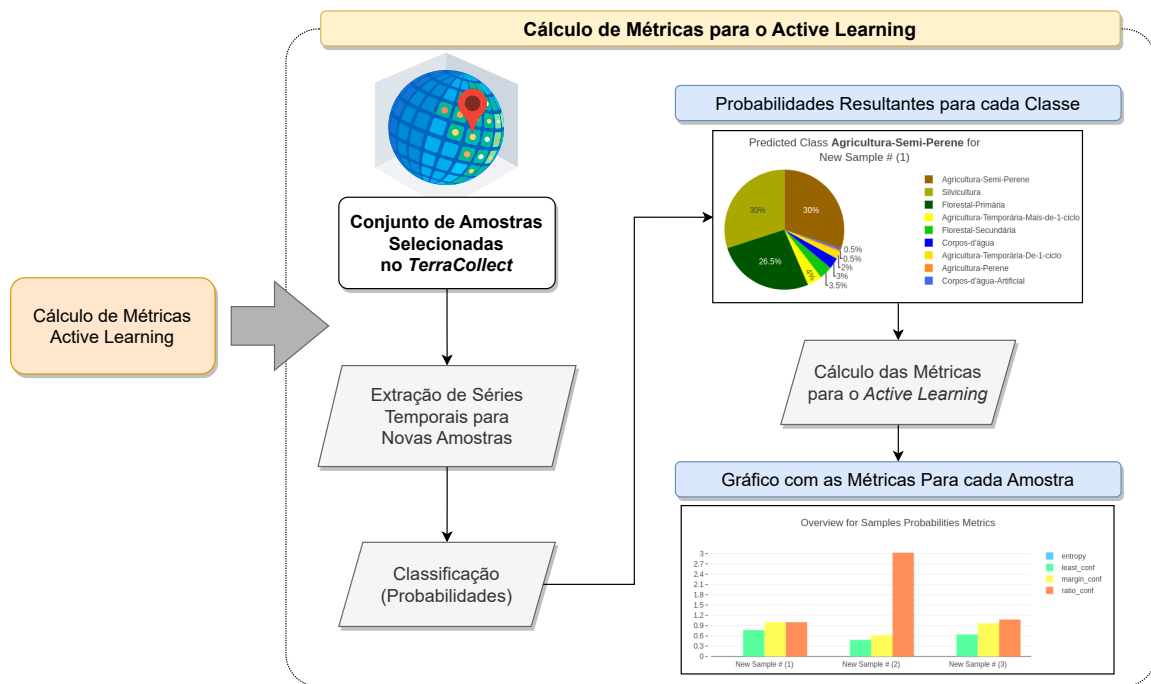 Cálculo de Métricas para o Active Learning
Cálculo de Métricas
Active Learning
Conjunto de Amostras
Selecionadas
no TerraCollect
Extração de Séries
Temporais para
Novas Amostras
Classificação
(Probabilidades)
Probabilidades Resultantes para cada Classe
Predicted Class Agricultura-Semi-Perene for
New Sample # (1)
30%
30%
26.5%
4%
3.5%
3%
2%
0.5%
0.5%
Agricultura-Semi-Perene
Silvicultura
Florestal-Primária
Agricultura-Temporária-Mais-de-1-ciclo
Florestal-Secundária
Corpos-d'água
Agricultura-Temporária-De-1-ciclo
Agricultura-Perene
Corpos-d'água-Artificial
Cálculo das Métricas
para o Active Learning
Gráfico com as Métricas Para cada Amostra
Overview for Samples Probabilities Metrics
3
2.7
2.4
2.1
1.8
1.5
1.2
0.9
0.6
0.3
0
New Sample # (1)
New Sample # (2)
New Sample # (3)
entropy
least_conf
margin_conf
ratio_conf